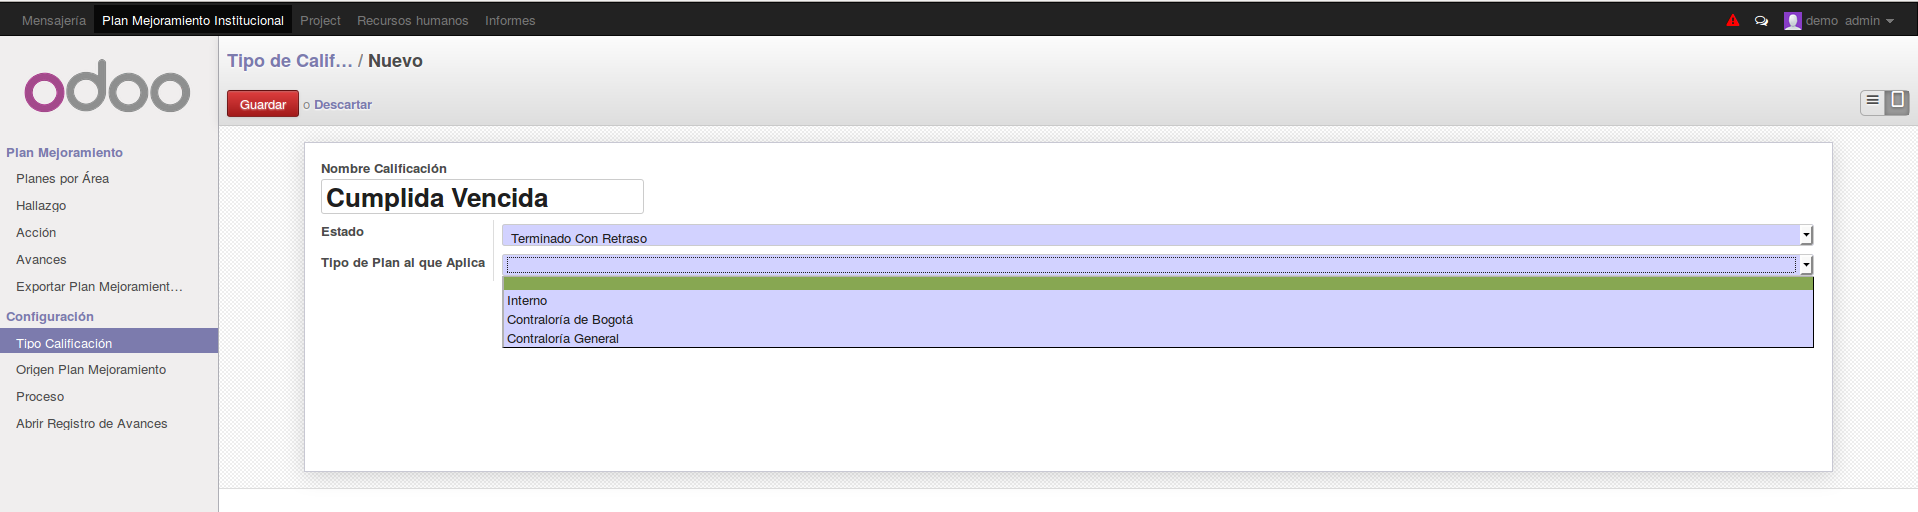 Mensajería Plan Mejoramiento Institucional Project Recursos humanos Informes demo admin
odoo
Tipo de Calif... / Nuevo
Guardar o Descartar
Plan Mejoramiento
Planes por Área
Hallazgo
Acción
Avances
Exportar Plan Mejoramient...
Configuración
Tipo Calificación
Origen Plan Mejoramiento
Proceso
Abrir Registro de Avances
Nombre Calificación
Cumplida Vencida
Estado Terminado Con Retraso
Tipo de Plan al que Aplica
Interno
Contraloría de Bogotá
Contraloría General